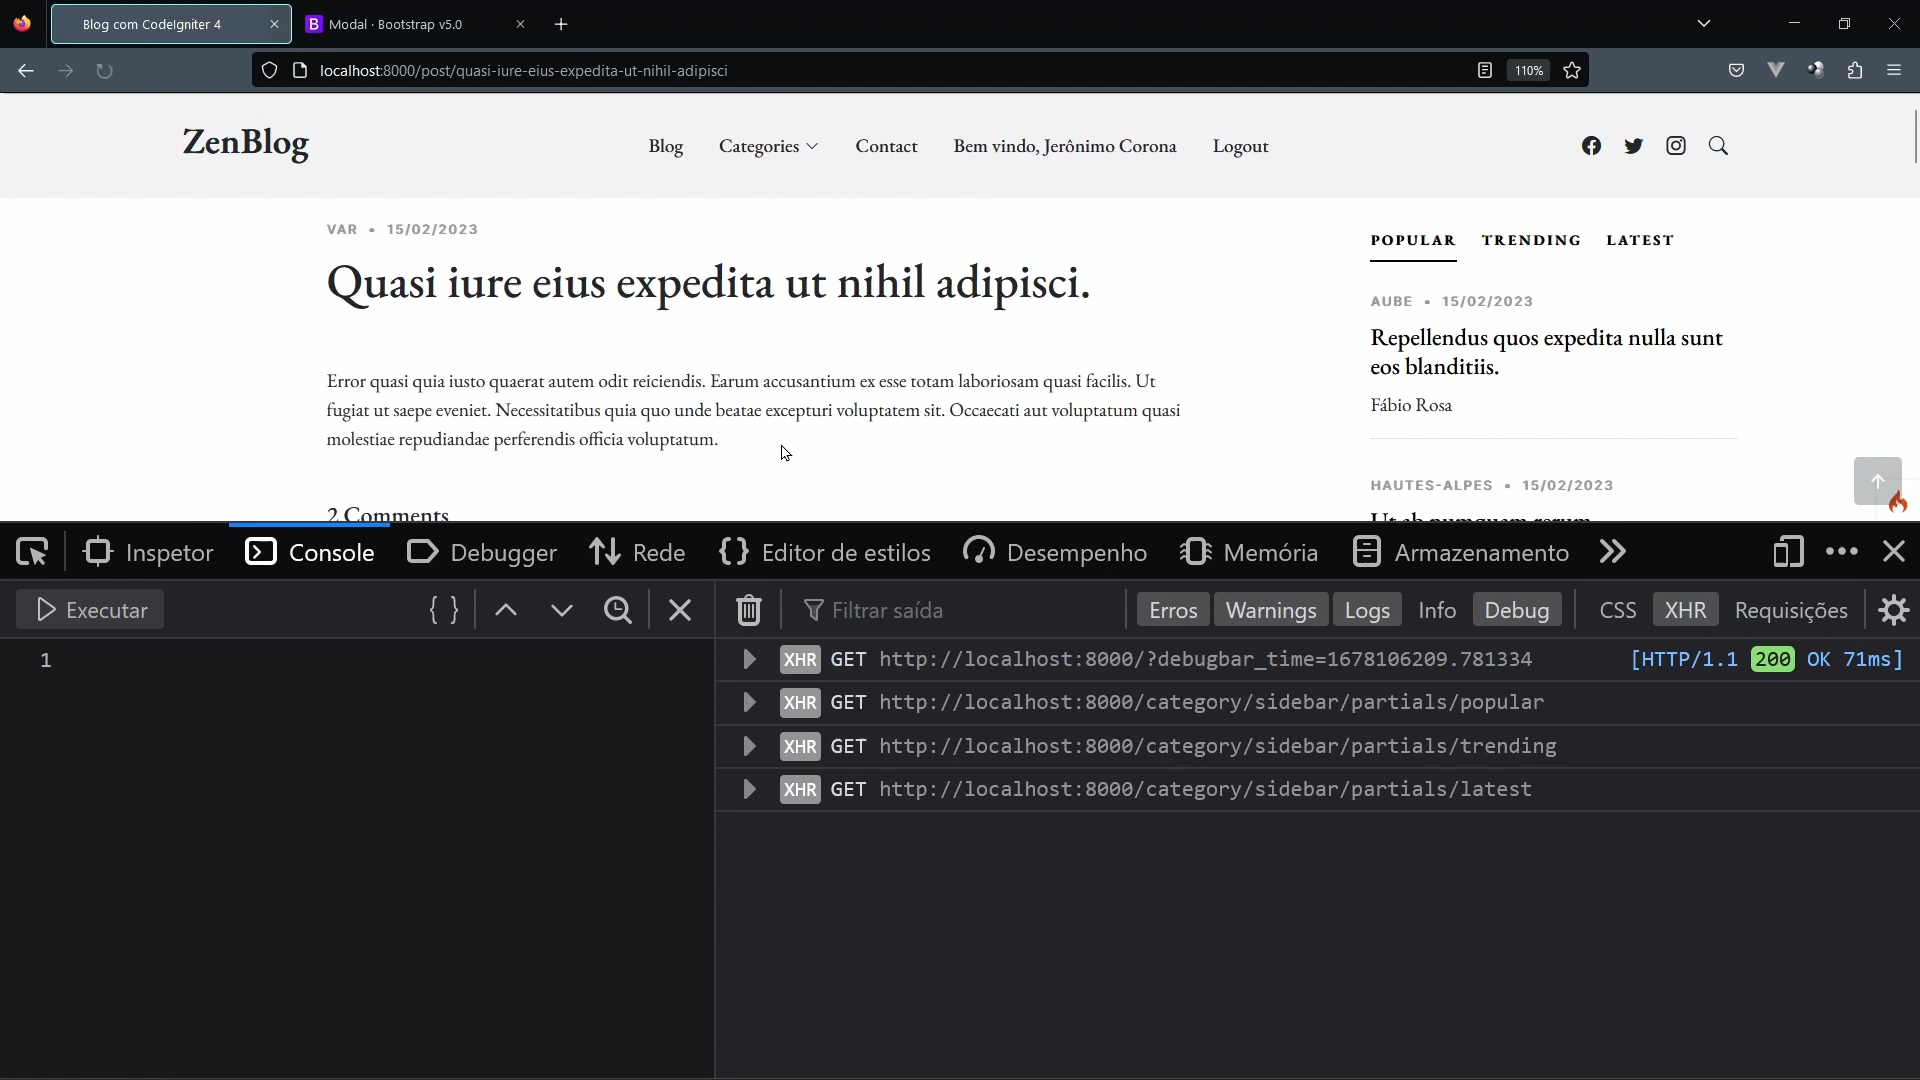 Blog com CodeIgniter 4
B Modal · Bootstrap v5.0
localhost:8000/post/quasi-iure-eius-expedita-ut-nihil-adipisci
110%
ZenBlog
Blog
Categories
Contact
Bem vindo, Jerônimo Corona
Logout
VAR • 15/02/2023
Quasi iure eius expedita ut nihil adipisci.
Error quasi quia iusto quaerat autem odit reiciendis. Earum accusantium ex esse totam laboriosam quasi facilis. Ut
fugiat ut saepe eveniet. Necessitatibus quia quo unde beatae excepturi voluptatem sit. Occaecati aut voluptatum quasi
molestiae repudiandae perferendis officia voluptatum.
2 Comments
POPULAR TRENDING LATEST
AUBE • 15/02/2023
Repellendus quos expedita nulla sunt
eos blanditiis.
Fábio Rosa
HAUTES-ALPES • 15/02/2023
Ut ab numquam rerum
Inspetor
Console
Debugger
Rede
Editor de estilos
Desempenho
Memória
Armazenamento
Executar
Filtrar saída
Erros
Warnings
Logs
Info
Debug
CSS
XHR
Requisições
1
XHR GET http://localhost:8000/?debugbar_time=1678106209.781334 [HTTP/1.1 200 OK 71ms]
XHR GET http://localhost:8000/category/sidebar/partials/popular
XHR GET http://localhost:8000/category/sidebar/partials/trending
XHR GET http://localhost:8000/category/sidebar/partials/latest